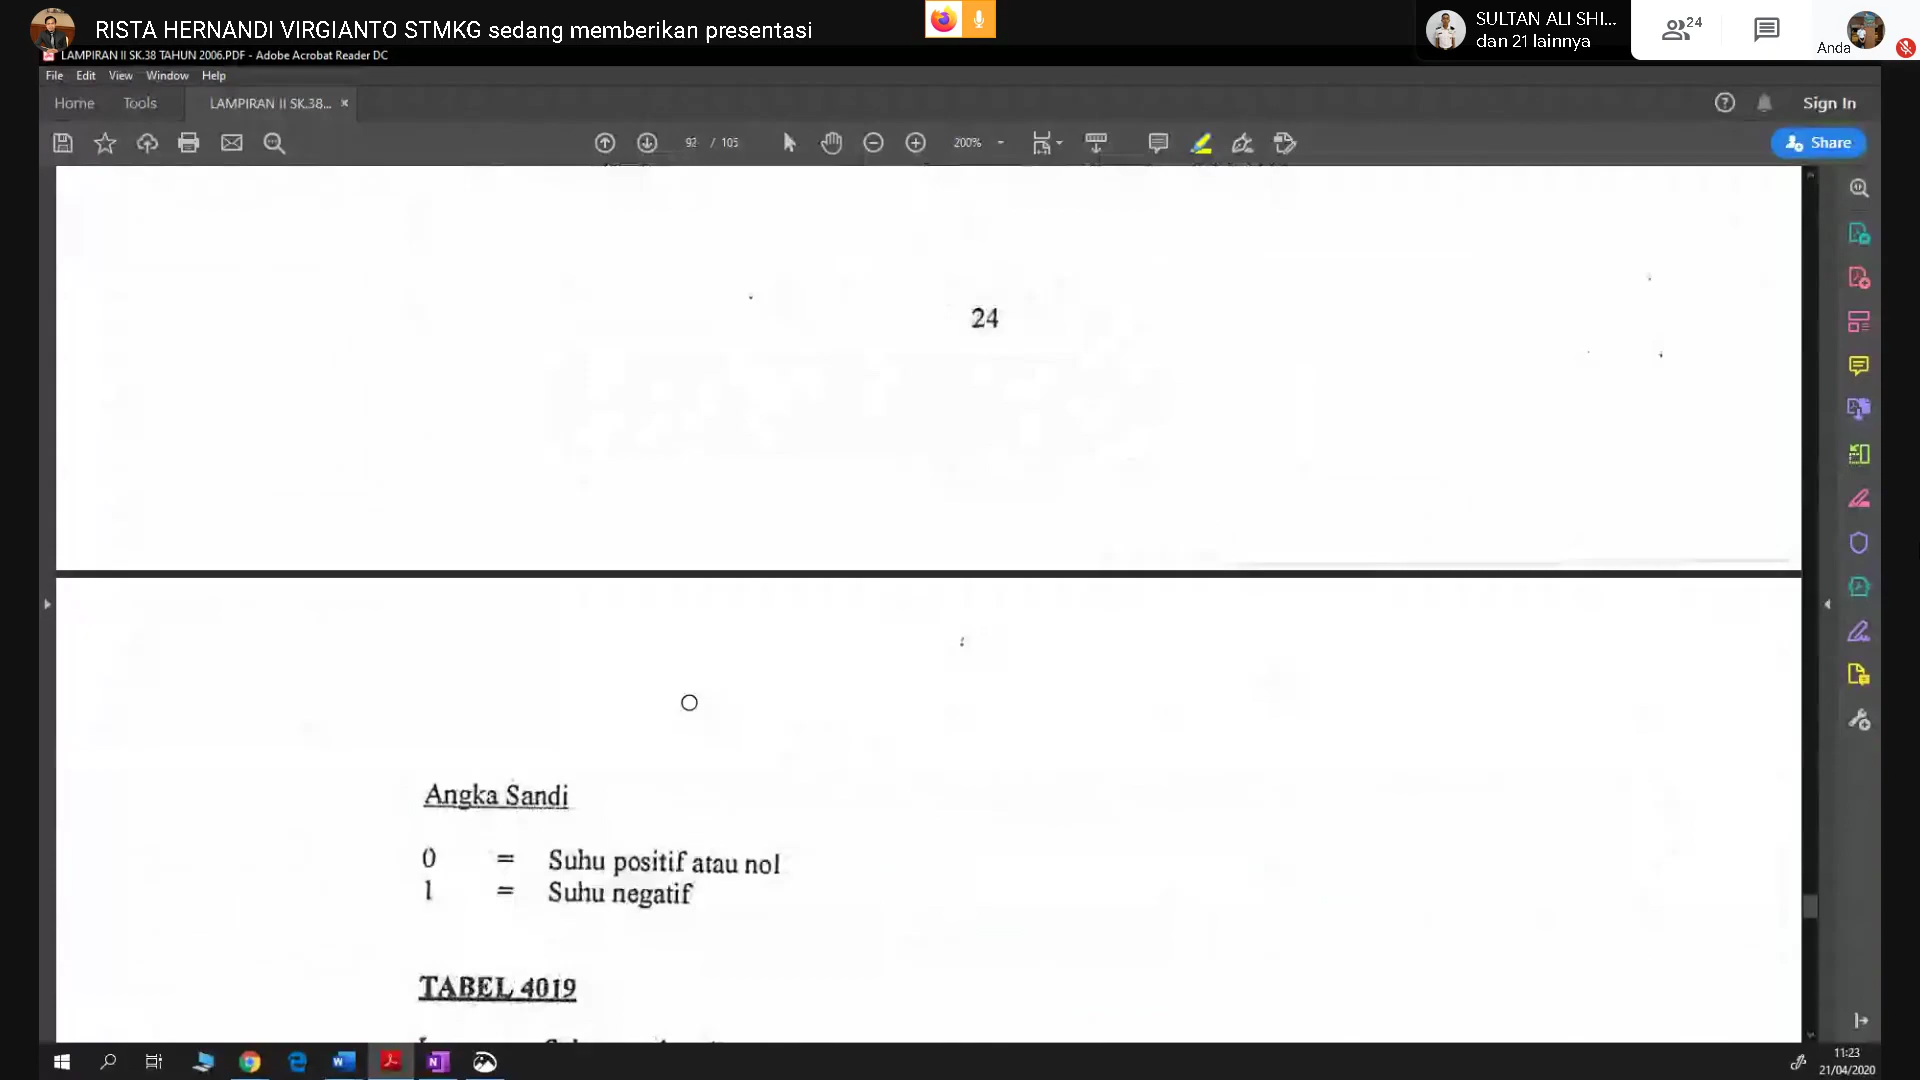 RISTA HERNANDI VIRGIANTO STMKG sedang memberikan presentasi
SULTAN ALI SHI...
dan 21 lainnya
24
Anda
LAMPIRAN II SK.38 TAHUN 2006.PDF - Adobe Acrobat Reader DC
File Edit View Window Help
Home Tools LAMPIRAN II SK.38... ×
Sign In
92 / 105
200%
Share
24
Angka Sandi
0 = Suhu positif atau nol
1 = Suhu negatif
TABEL 4019
11:23
21/04/2020